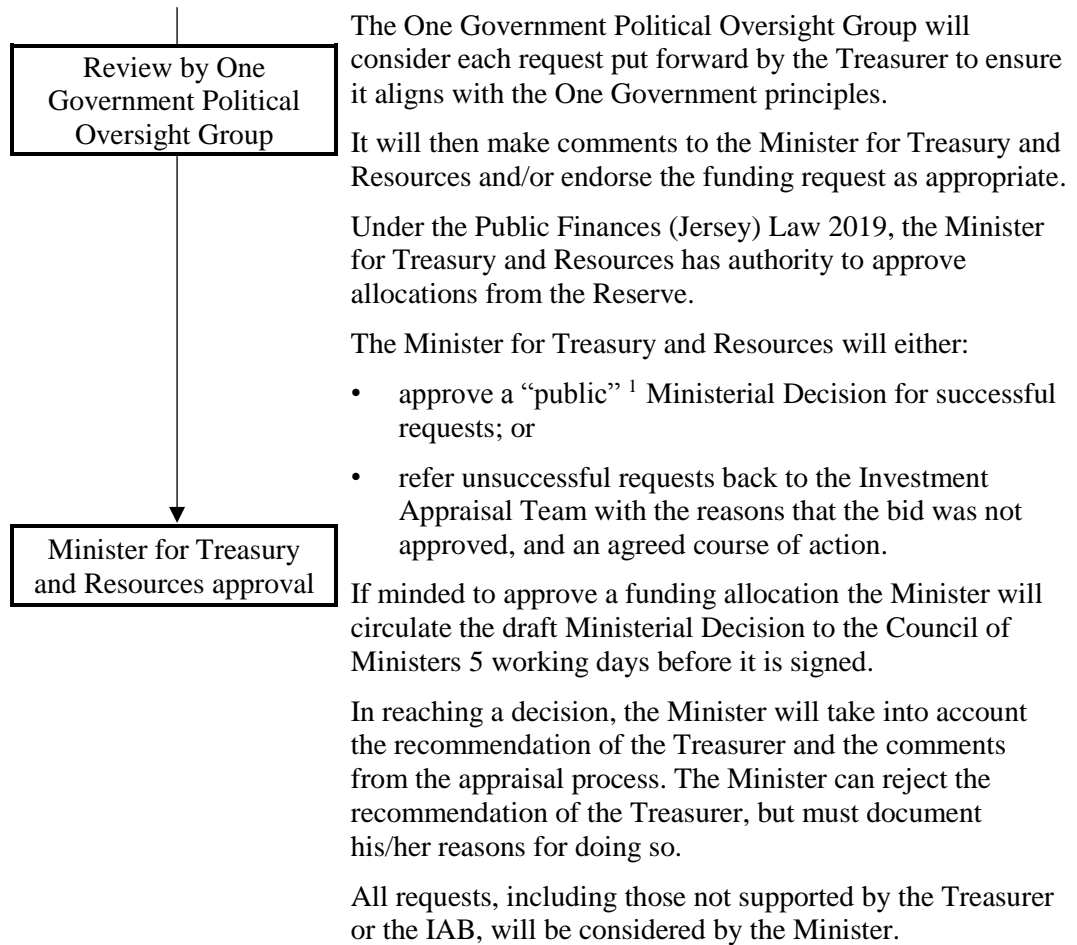 Review by One
Government Political
Oversight Group
The One Government Political Oversight Group will
consider each request put forward by the Treasurer to ensure
it aligns with the One Government principles.
It will then make comments to the Minister for Treasury and
Resources and/or endorse the funding request as appropriate.
Under the Public Finances (Jersey) Law 2019, the Minister
for Treasury and Resources has authority to approve
allocations from the Reserve.
Minister for Treasury
and Resources approval
The Minister for Treasury and Resources will either:
• approve a “public” 1 Ministerial Decision for successful
requests; or
• refer unsuccessful requests back to the Investment
Appraisal Team with the reasons that the bid was not
approved, and an agreed course of action.
If minded to approve a funding allocation the Minister will
circulate the draft Ministerial Decision to the Council of
Ministers 5 working days before it is signed.
In reaching a decision, the Minister will take into account
the recommendation of the Treasurer and the comments
from the appraisal process. The Minister can reject the
recommendation of the Treasurer, but must document
his/her reasons for doing so.
All requests, including those not supported by the Treasurer
or the IAB, will be considered by the Minister.